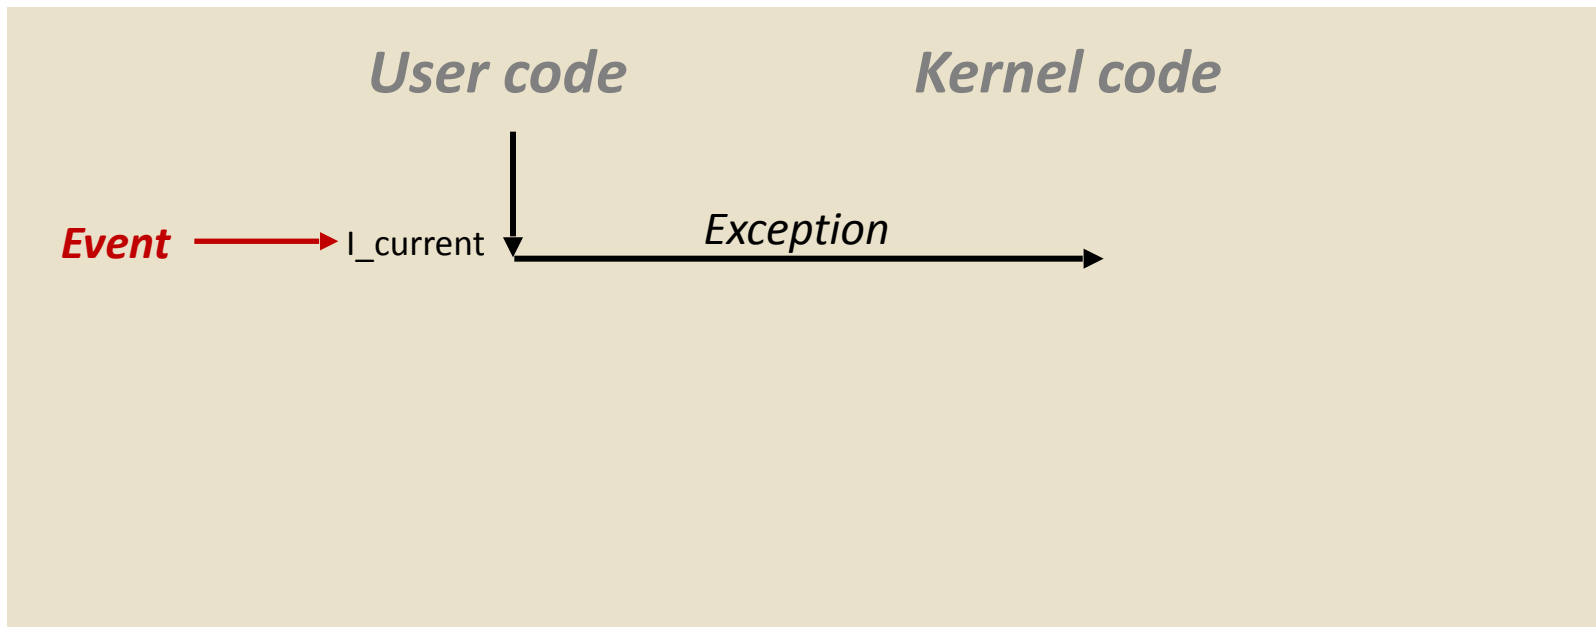 User code
Kernel code
Event
I_current
Exception